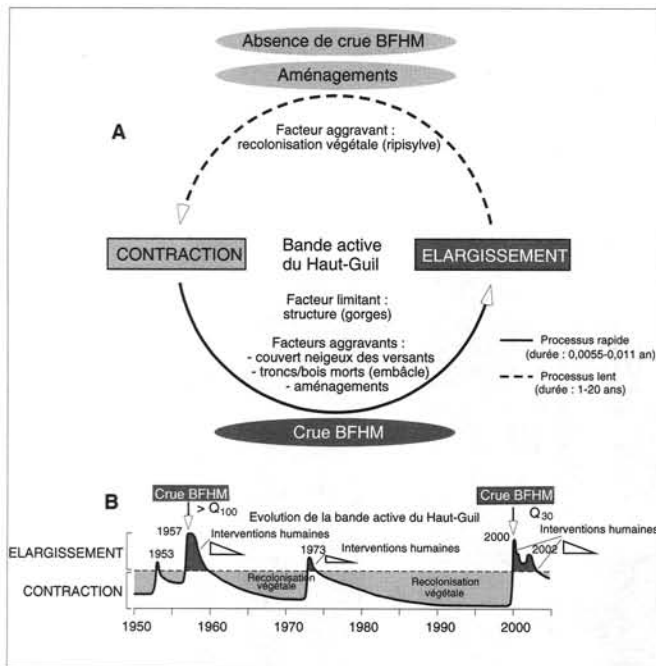 Absence de crue BFHM
Aménagements
A
Facteur aggravant :
recolonisation végétale (ripisylve)
CONTRACTION
Bande active
du Haut-Guil
ELARGISSEMENT
Facteur limitant :
structure (gorges)
Facteurs aggravants :
- couvert neigeux des versants
- troncs/bois morts (embâcle)
- aménagements
Processus rapide
(durée : 0,0055-0,011 an)
Processus lent
(durée : 1-20 ans)
Crue BFHM
B
Crue BFHM
> Q100
Evolution de la bande active du Haut-Guil
Crue BFHM
Q30
1957
Interventions humaines
2000
Interventions humaines
ELARGISSEMENT
1953
1973
Interventions humaines
2002
CONTRACTION
Recolonisation
végétale
Recolonisation
végétale
1950 1960 1970 1980 1990 2000